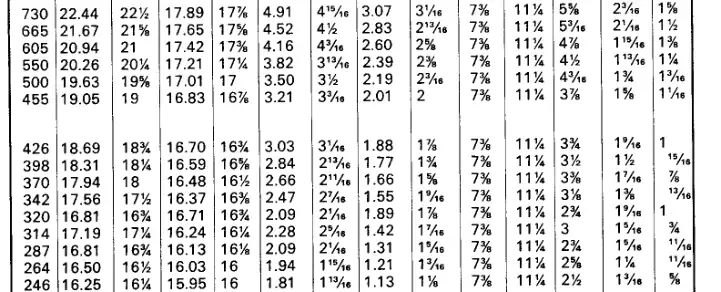 730 22.44 22½ 17.89 17⅞ 4.91 4¹⁵⁄₁₆ 3.07 3¹⁄₁₆ 7⅜ 11¼ 5⅝ 2³⁄₁₆ 1⅝
665 21.67 21⅝ 17.65 17⅝ 4.52 4½ 2.83 2¹³⁄₁₆ 7⅜ 11¼ 5³⁄₁₆ 2¹⁄₁₆ 1½
605 20.94 21 17.42 17⅜ 4.16 4³⁄₁₆ 2.60 2⅝ 7⅜ 11¼ 4⅞ 1¹⁵⁄₁₆ 1⅜
550 20.26 20¼ 17.21 17¼ 3.82 3¹³⁄₁₆ 2.39 2⅜ 7⅜ 11¼ 4½ 1¹³⁄₁₆ 1¼
500 19.63 19⅝ 17.01 17 3.50 3½ 2.19 2³⁄₁₆ 7⅜ 11¼ 4³⁄₁₆ 1¾ 1³⁄₁₆
455 19.05 19 16.83 16⅞ 3.21 3³⁄₁₆ 2.01 2 7⅜ 11¼ 3⅞ 1⅝ 1¹⁄₁₆
426 18.69 18¾ 16.70 16¾ 3.03 3¹⁄₁₆ 1.88 1⅞ 7⅜ 11¼ 3¾ 1⁹⁄₁₆ 1
398 18.31 18¼ 16.59 16⅝ 2.84 2¹³⁄₁₆ 1.77 1¾ 7⅜ 11¼ 3½ 1½ ¹⁵⁄₁₆
370 17.94 18 16.48 16½ 2.66 2¹¹⁄₁₆ 1.66 1⅝ 7⅜ 11¼ 3⅜ 1⁷⁄₁₆ ⅞
342 17.56 17½ 16.37 16⅜ 2.47 2⁷⁄₁₆ 1.55 1⁹⁄₁₆ 7⅜ 11¼ 3⅛ 1⅜ ¹³⁄₁₆
320 16.81 16¾ 16.71 16¾ 2.09 2¹⁄₁₆ 1.89 1⅞ 7⅜ 11¼ 2¾ 1⁹⁄₁₆ 1
314 17.19 17¼ 16.24 16¼ 2.28 2⁵⁄₁₆ 1.42 1⁷⁄₁₆ 7⅜ 11¼ 3 1⁵⁄₁₆ ¾
287 16.81 16¾ 16.13 16⅛ 2.09 2¹⁄₁₆ 1.31 1⁵⁄₁₆ 7⅜ 11¼ 2¾ 1⁵⁄₁₆ ¹¹⁄₁₆
264 16.50 16½ 16.03 16 1.94 1¹⁵⁄₁₆ 1.21 1³⁄₁₆ 7⅜ 11¼ 2⅝ 1¼ ¹¹⁄₁₆
246 16.25 16¼ 15.95 16 1.81 1¹³⁄₁₆ 1.13 1⅛ 7⅜ 11¼ 2½ 1³⁄₁₆ ⅝